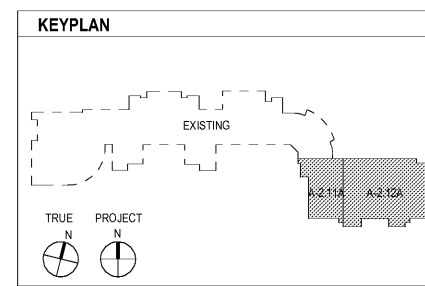 KEYPLAN
EXISTING
A-2.11A A-2.12A
TRUE PROJECT
N N